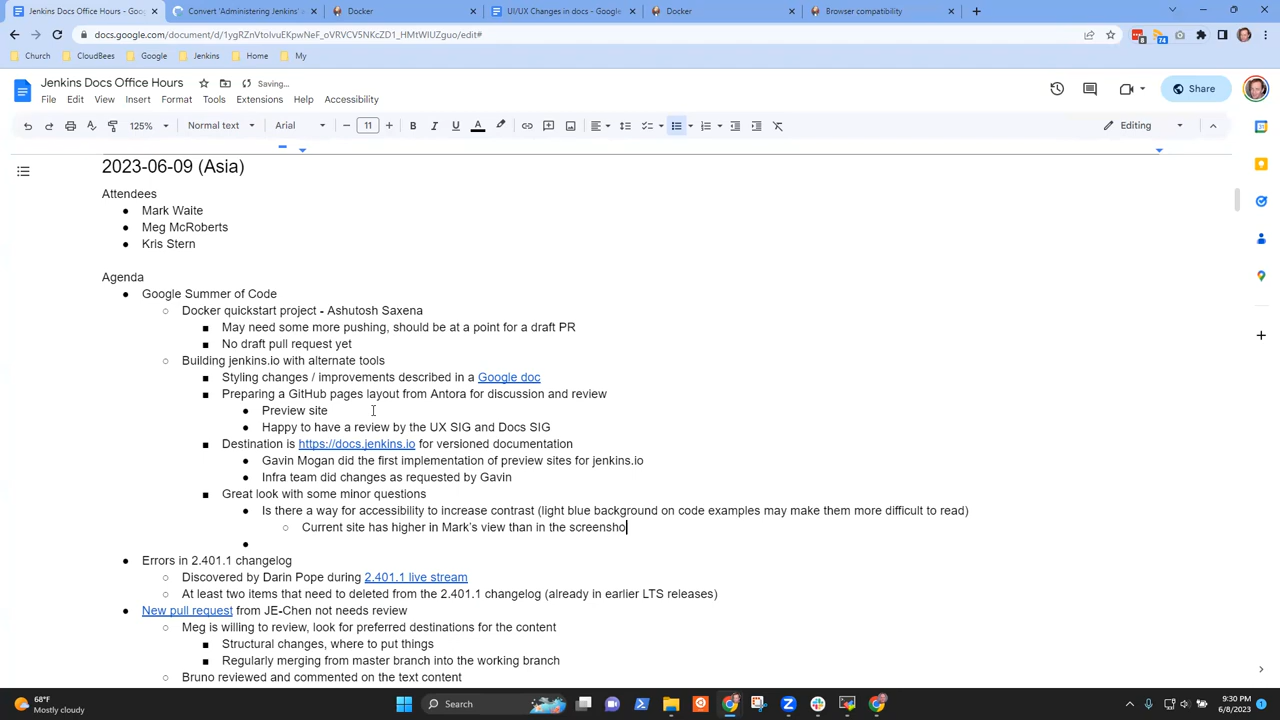 Jenkins Docs Office Hours - Goo
Convert 'Administering Jenkins'
Docker
UI/UX Changes in docs - Google
Docker
Browser compatibility
docs.google.com/document/d/1ygRZnVtoIvuEKpwNeF_oVRVCV5NKcZD1_HMtWIUZguo/edit#
Church
CloudBees
Google
Jenkins
Home
My
Jenkins Docs Office Hours
Saving...
File Edit View Insert Format Tools Extensions Help Accessibility
Share
125% Normal text Arial 11 B I U A Editing
2023-06-09 (Asia)
Attendees
● Mark Waite
● Meg McRoberts
● Kris Stern
Agenda
● Google Summer of Code
○ Docker quickstart project - Ashutosh Saxena
■ May need some more pushing, should be at a point for a draft PR
■ No draft pull request yet
○ Building jenkins.io with alternate tools
■ Styling changes / improvements described in a Google doc
■ Preparing a GitHub pages layout from Antora for discussion and review
● Preview site
● Happy to have a review by the UX SIG and Docs SIG
■ Destination is https://docs.jenkins.io for versioned documentation
● Gavin Mogan did the first implementation of preview sites for jenkins.io
● Infra team did changes as requested by Gavin
■ Great look with some minor questions
● Is there a way for accessibility to increase contrast (light blue background on code examples may make them more difficult to read)
○ Current site has higher in Mark's view than in the screensho
●
● Errors in 2.401.1 changelog
○ Discovered by Darin Pope during 2.401.1 live stream
○ At least two items that need to deleted from the 2.401.1 changelog (already in earlier LTS releases)
● New pull request from JE-Chen not needs review
○ Meg is willing to review, look for preferred destinations for the content
■ Structural changes, where to put things
■ Regularly merging from master branch into the working branch
○ Bruno reviewed and commented on the text content
68°F
Mostly cloudy
Search
9:30 PM
6/8/2023